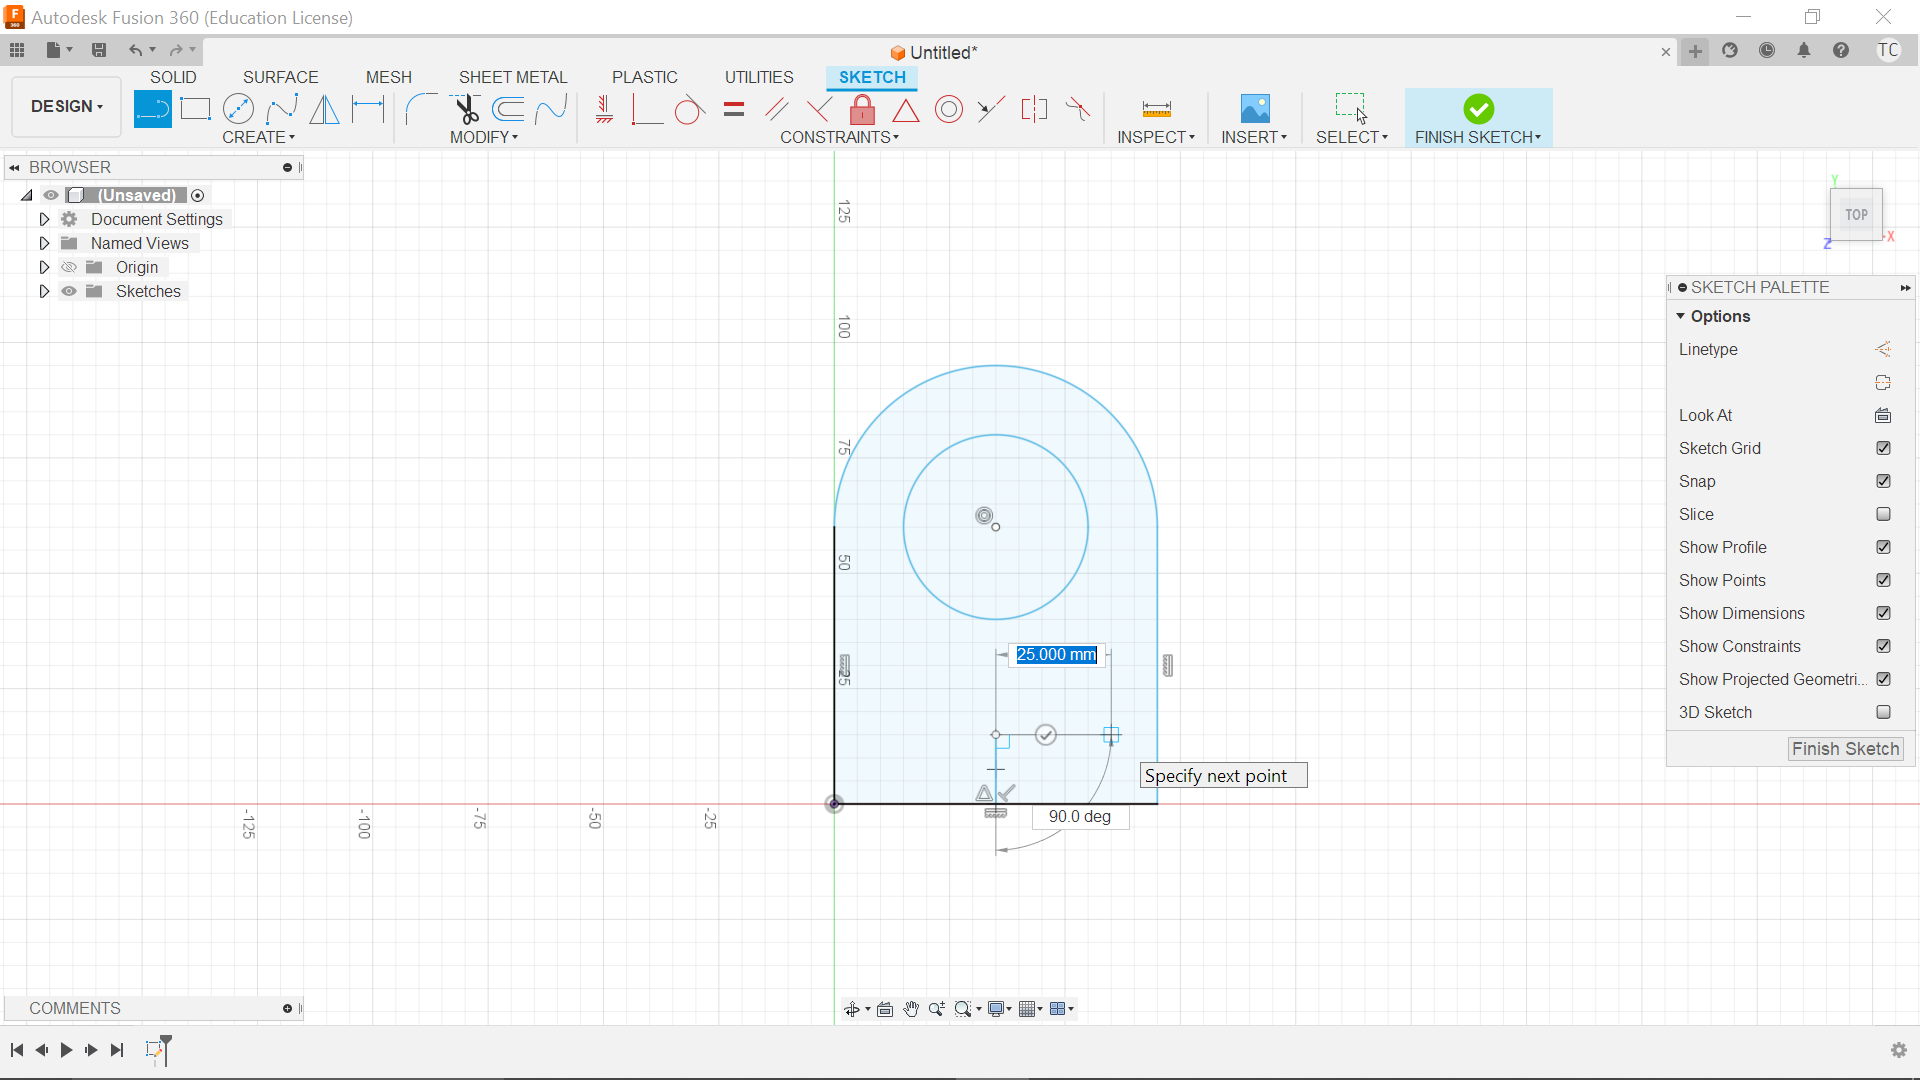 Autodesk Fusion 360 (Education License)
Untitled*
TC
SOLID SURFACE MESH SHEET METAL PLASTIC UTILITIES SKETCH
DESIGN
CREATE MODIFY CONSTRAINTS INSPECT INSERT SELECT FINISH SKETCH
BROWSER
(Unsaved)
Document Settings
Named Views
Origin
Sketches
125
100
75
50
25
Y
TOP
X
Z
SKETCH PALETTE
Options
Linetype
Look At
Sketch Grid
Snap
Slice
Show Profile
Show Points
Show Dimensions
Show Constraints
Show Projected Geometri...
3D Sketch
Finish Sketch
25.000 mm
Specify next point
90.0 deg
-125 -100 -75 -50 -25
COMMENTS